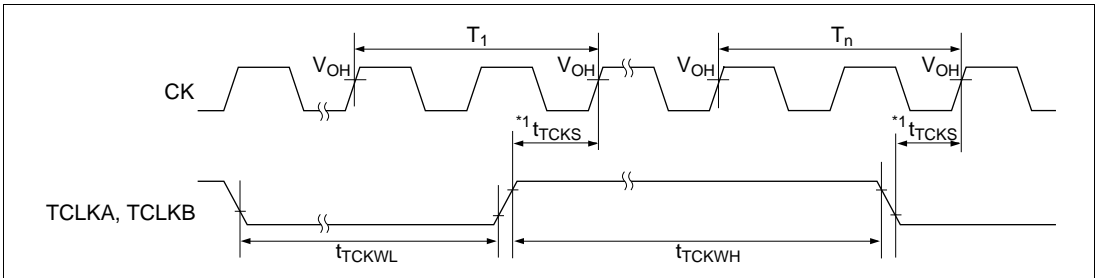 T1 Tn
VOH VOH VOH VOH
CK
*1 tTCKS *1 tTCKS
TCLKA, TCLKB
tTCKWL tTCKWH